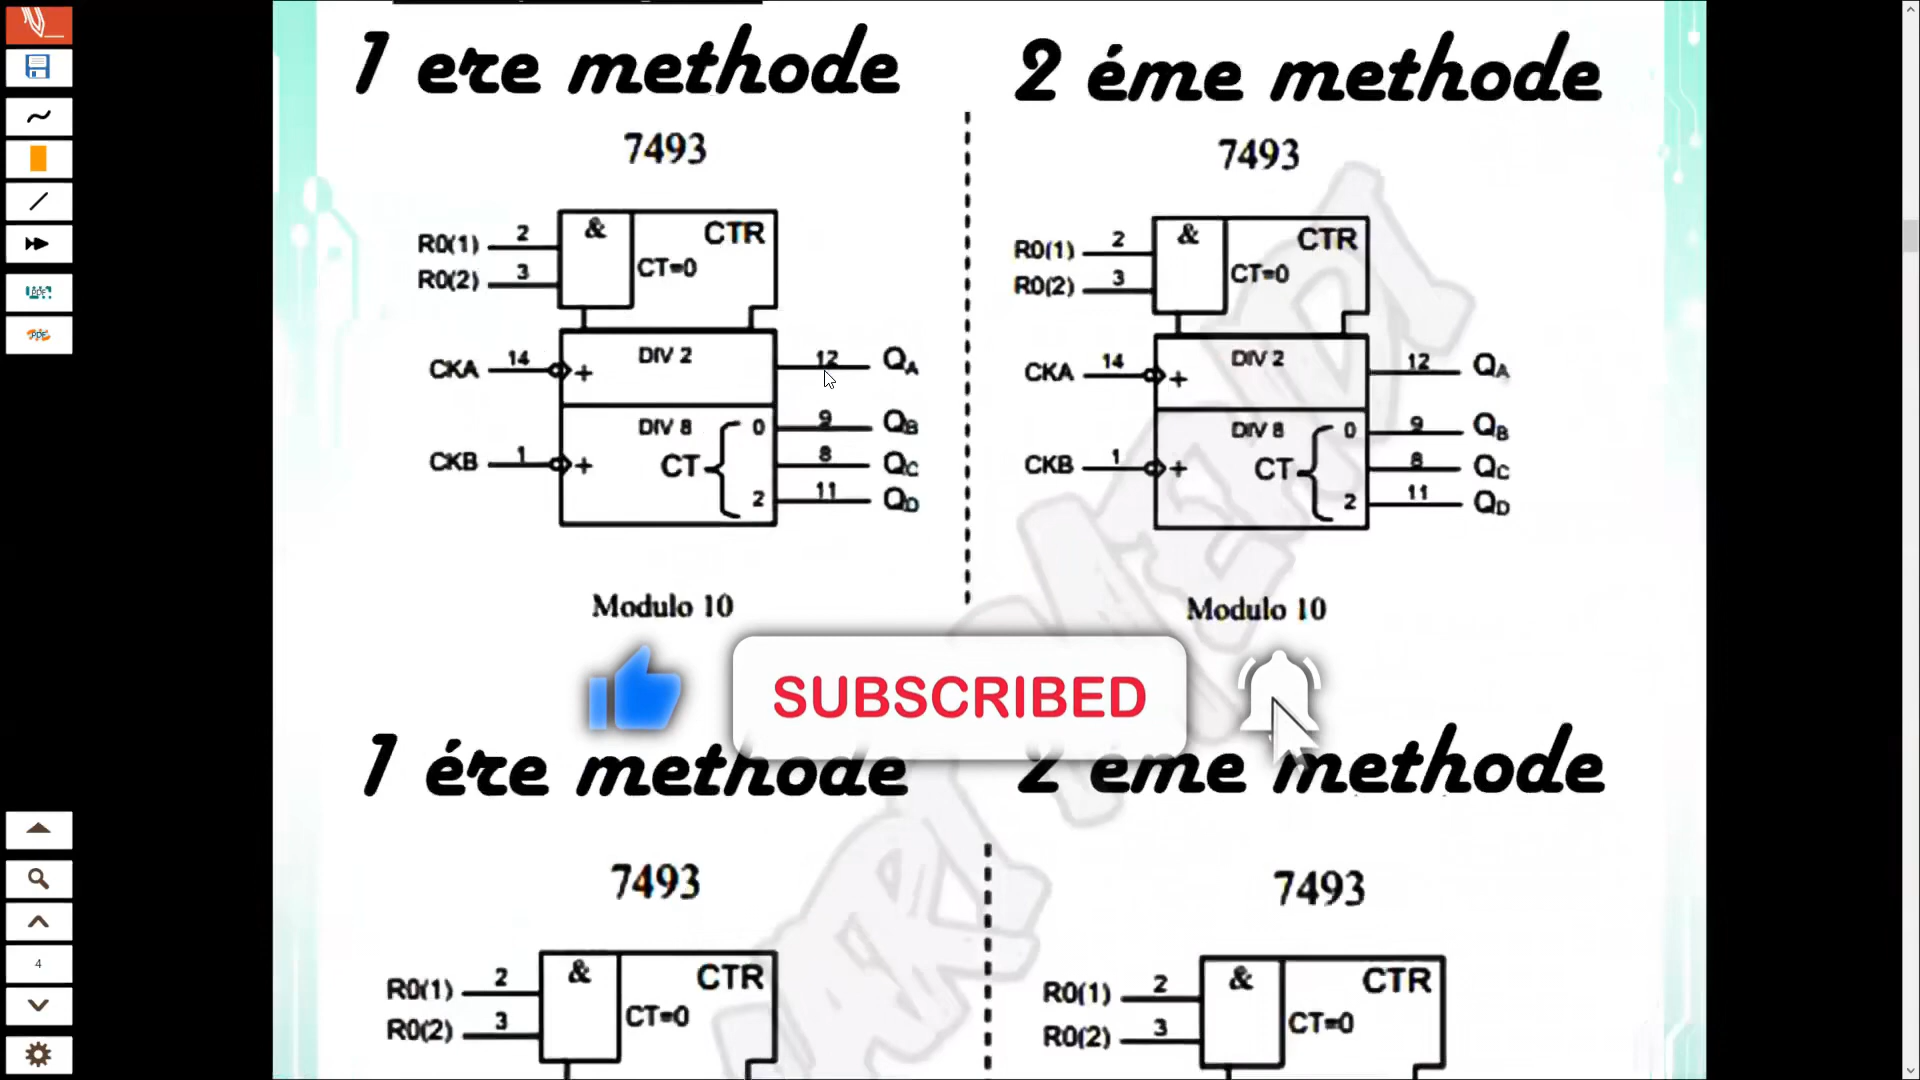 1 ere methode
2 éme methode
7493
7493
R0(1) 2
R0(2) 3
&
CTR
CT=0
CKA 14
+
DIV 2
12 QA
CKB 1
+
DIV 8
CT
0
2
9 QB
8 QC
11 QD
Modulo 10
R0(1) 2
R0(2) 3
&
CTR
CT=0
CKA 14
+
DIV 2
12 QA
CKB 1
+
DIV 8
CT
0
2
9 QB
8 QC
11 QD
Modulo 10
SUBSCRIBED
1 ére methode
2 eme methode
7493
7493
R0(1) 2
R0(2) 3
&
CTR
CT=0
R0(1) 2
R0(2) 3
&
CTR
CT=0
PDF
4